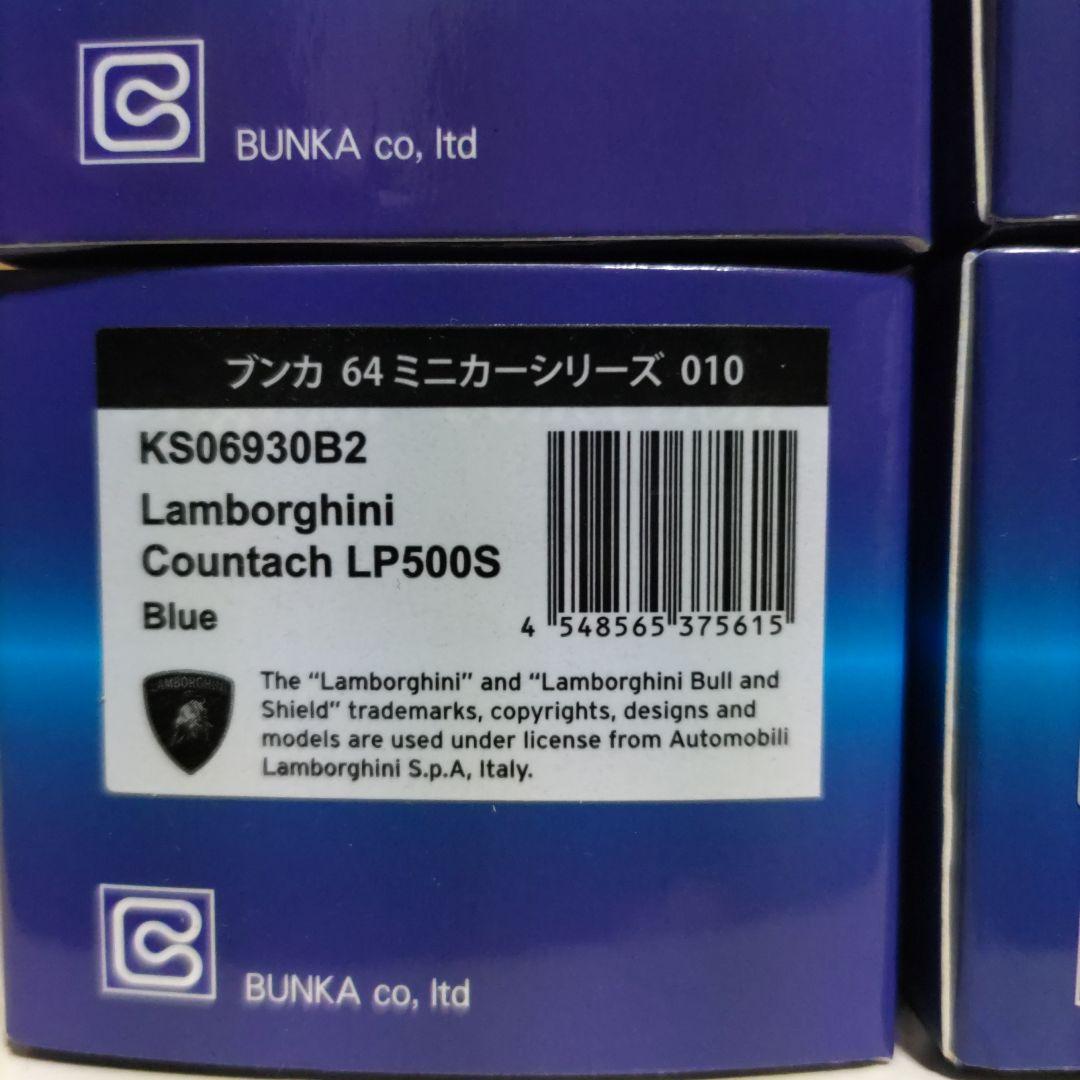 BUNKA co, ltd
ブンカ 64 ミニカーシリーズ 010
KS06930B2
Lamborghini
Countach LP500S
Blue
4 548565 375615
LAMBORGHINI
The “Lamborghini” and “Lamborghini Bull and
Shield” trademarks, copyrights, designs and
models are used under license from Automobili
Lamborghini S.p.A, Italy.
BUNKA co, ltd